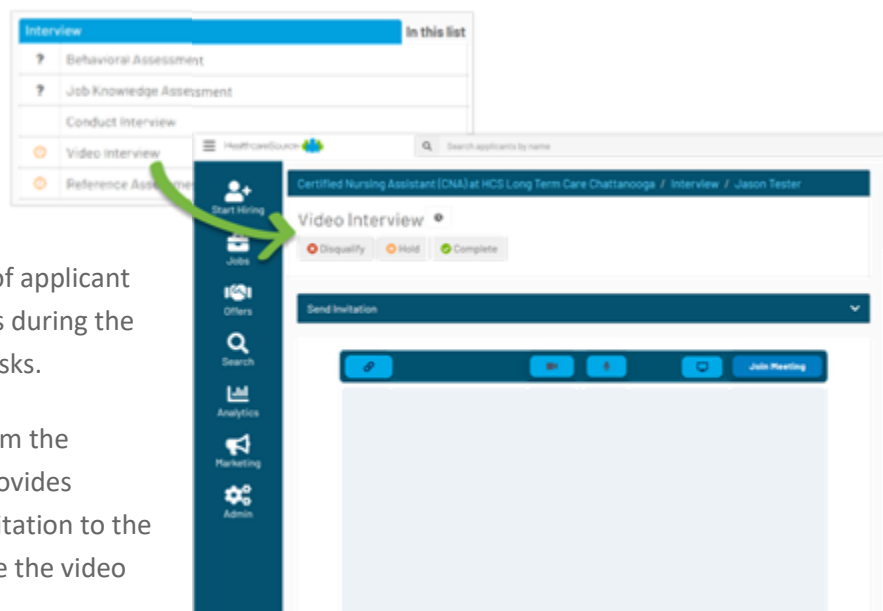 Interview In this list
? Behavioral Assessment
? Job Knowledge Assessment
Conduct Interview
Video Interview
Reference Assessme
HealthcareSource
Search applicants by name
Certified Nursing Assistant (CNA) at HCS Long Term Care Chattanooga / Interview / Jason Tester
Video Interview
Disqualify Hold Complete
Send Invitation
Join Meeting
Start Hiring
Jobs
Offers
Search
Analytics
Marketing
Admin
of applicant
s during the
sks.
m the
ovides
itation to the
e the video